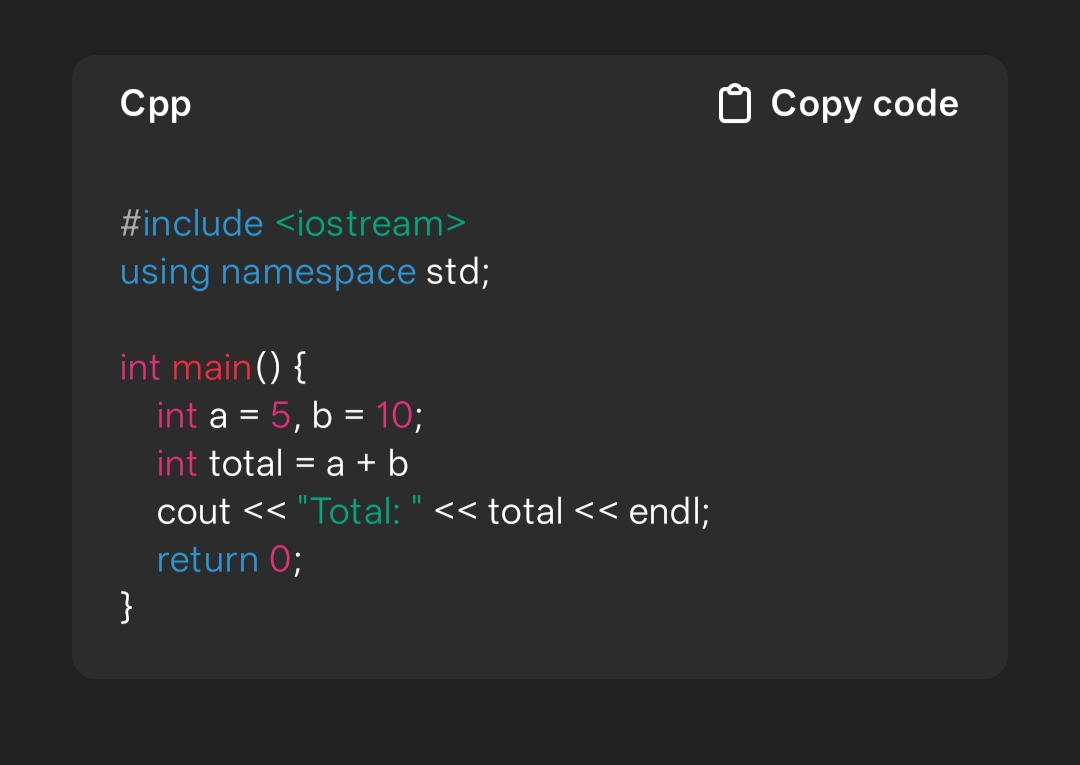 Cpp
Copy code
#include <iostream>
using namespace std;
int main() {
int a = 5, b = 10;
int total = a + b
cout << "Total: " << total << endl;
return 0;
}